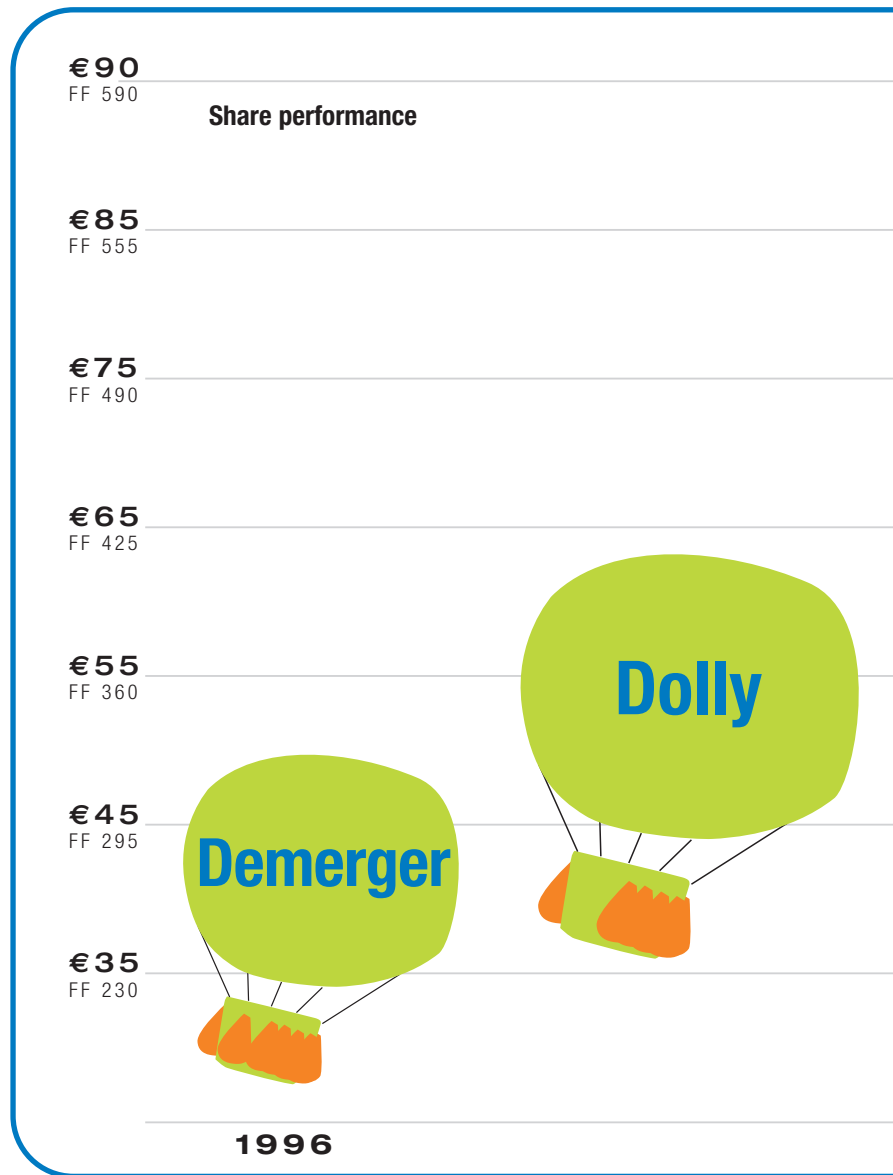 €90
FF 590
Share performance
€85
FF 555
€75
FF 490
€65
FF 425
€55
FF 360
Dolly
€45
FF 295
Demerger
€35
FF 230
1996